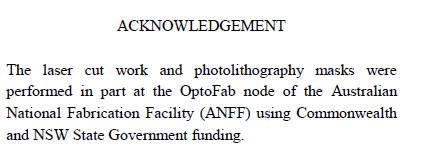 ACKNOWLEDGEMENT
The laser cut work and photolithography masks were
performed in part at the OptoFab node of the Australian
National Fabrication Facility (ANFF) using Commonwealth
and NSW State Government funding.